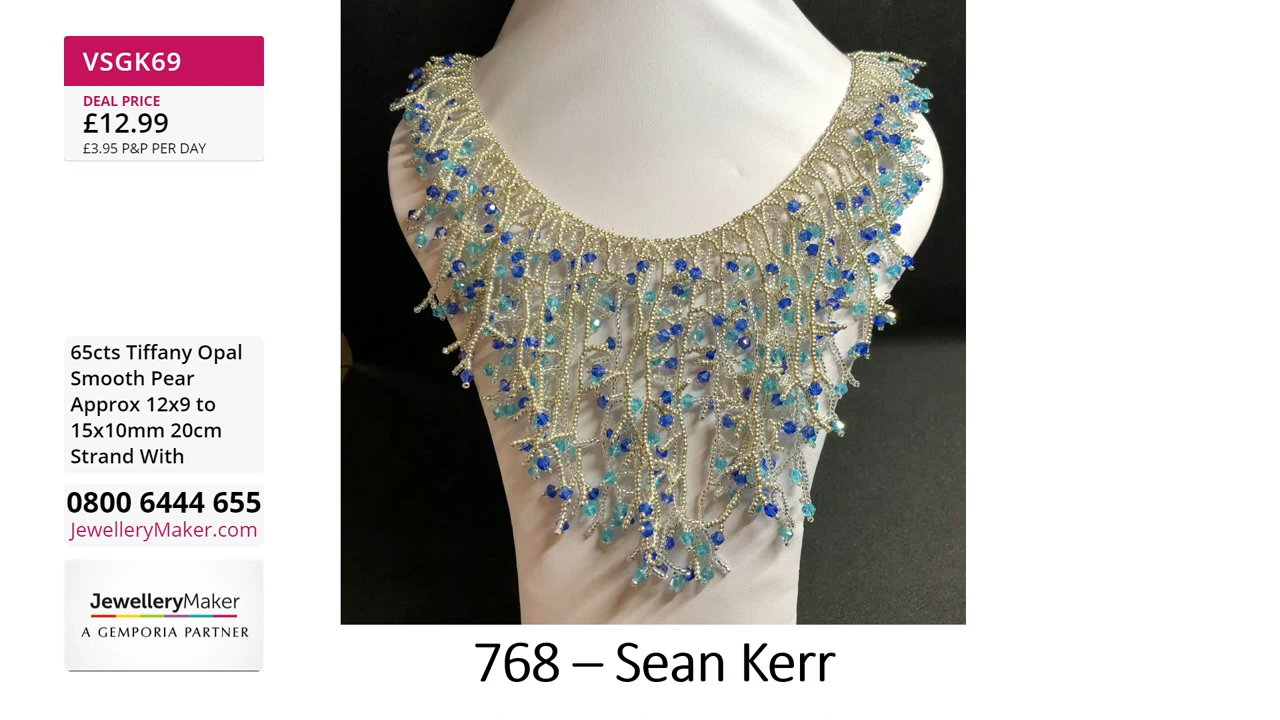 VSGK69
DEAL PRICE
£12.99
£3.95 P&P PER DAY
65cts Tiffany Opal
Smooth Pear
Approx 12x9 to
15x10mm 20cm
Strand With
0800 6444 655
JewelleryMaker.com
JewelleryMaker
A GEMPORIA PARTNER
768 – Sean Kerr